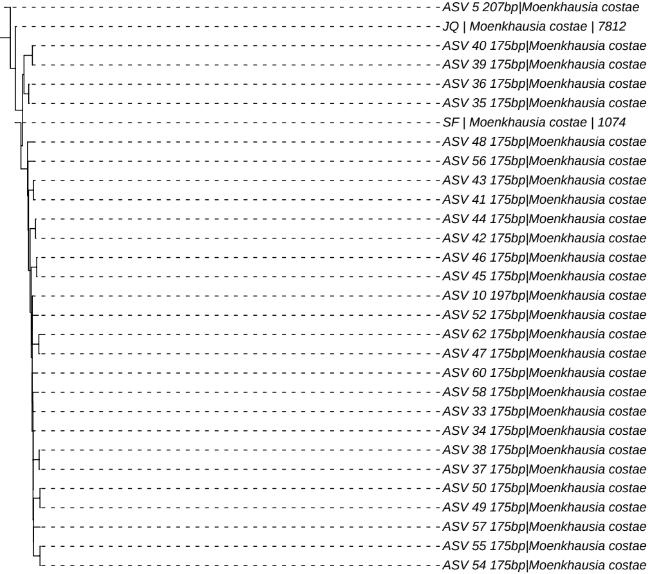 ASV 5 207bp|Moenkhausia costae
JQ | Moenkhausia costae | 7812
ASV 40 175bp|Moenkhausia costae
ASV 39 175bp|Moenkhausia costae
ASV 36 175bp|Moenkhausia costae
ASV 35 175bp|Moenkhausia costae
SF | Moenkhausia costae | 1074
ASV 48 175bp|Moenkhausia costae
ASV 56 175bp|Moenkhausia costae
ASV 43 175bp|Moenkhausia costae
ASV 41 175bp|Moenkhausia costae
ASV 44 175bp|Moenkhausia costae
ASV 42 175bp|Moenkhausia costae
ASV 46 175bp|Moenkhausia costae
ASV 45 175bp|Moenkhausia costae
ASV 10 197bp|Moenkhausia costae
ASV 52 175bp|Moenkhausia costae
ASV 62 175bp|Moenkhausia costae
ASV 47 175bp|Moenkhausia costae
ASV 60 175bp|Moenkhausia costae
ASV 58 175bp|Moenkhausia costae
ASV 33 175bp|Moenkhausia costae
ASV 34 175bp|Moenkhausia costae
ASV 38 175bp|Moenkhausia costae
ASV 37 175bp|Moenkhausia costae
ASV 50 175bp|Moenkhausia costae
ASV 49 175bp|Moenkhausia costae
ASV 57 175bp|Moenkhausia costae
ASV 55 175bp|Moenkhausia costae
ASV 54 175bp|Moenkhausia costae